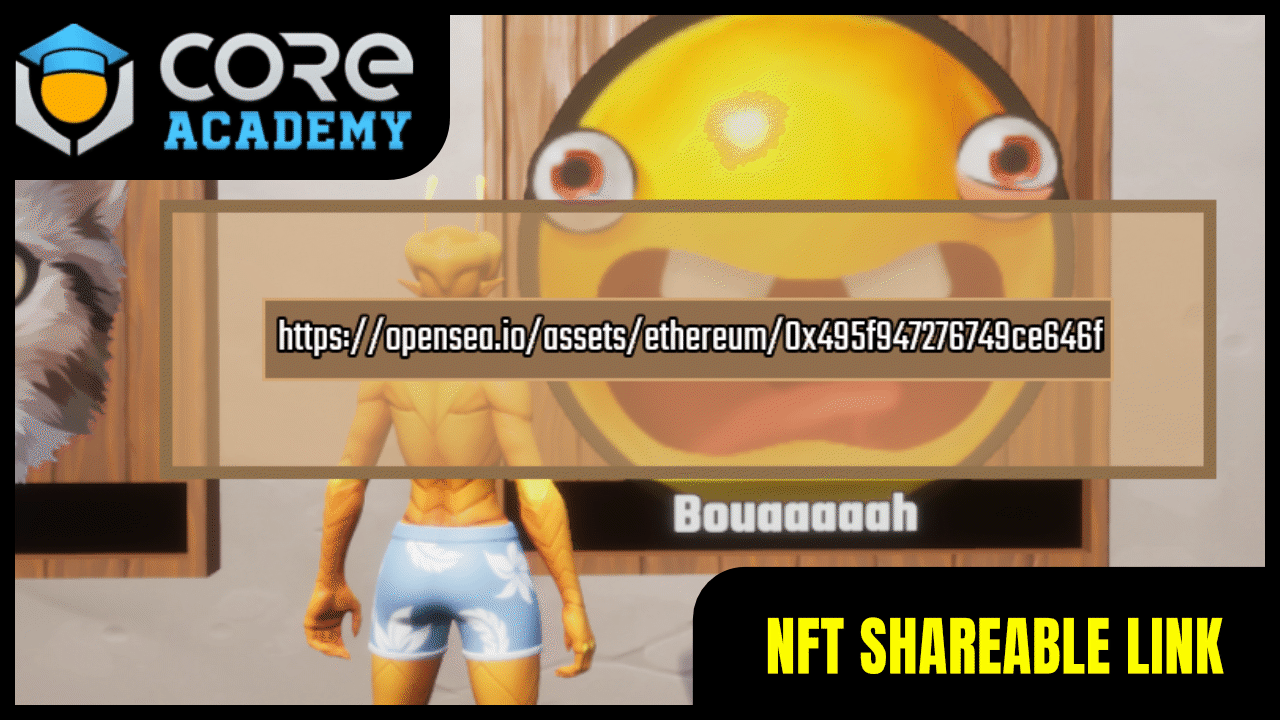 CORE
ACADEMY
https://opensea.io/assets/ethereum/0x495f947276749ce646f
Bouaaaaah
NFT SHAREABLE LINK